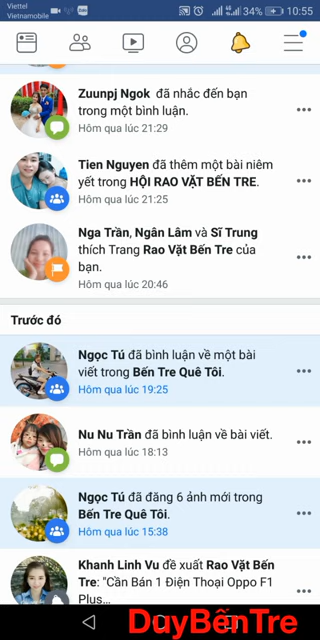 Viettel
Vietnamobile
34%
10:55
Zuunpj Ngok đã nhắc đến bạn
trong một bình luận.
Hôm qua lúc 21:29
Tien Nguyen đã thêm một bài niêm
yết trong HỘI RAO VẶT BẾN TRE.
Hôm qua lúc 21:25
Nga Trần, Ngân Lâm và Sĩ Trung
thích Trang Rao Vặt Bến Tre của
bạn.
Hôm qua lúc 20:46
Trước đó
Ngọc Tú đã bình luận về một bài
viết trong Bến Tre Quê Tôi.
Hôm qua lúc 19:25
Nu Nu Trần đã bình luận về bài viết.
Hôm qua lúc 18:13
Ngọc Tú đã đăng 6 ảnh mới trong
Bến Tre Quê Tôi.
Hôm qua lúc 15:38
Khanh Linh Vu đề xuất Rao Vặt Bến
Tre: "Cần Bán 1 Điện Thoại Oppo F1
Plus...
DuyBếnTre